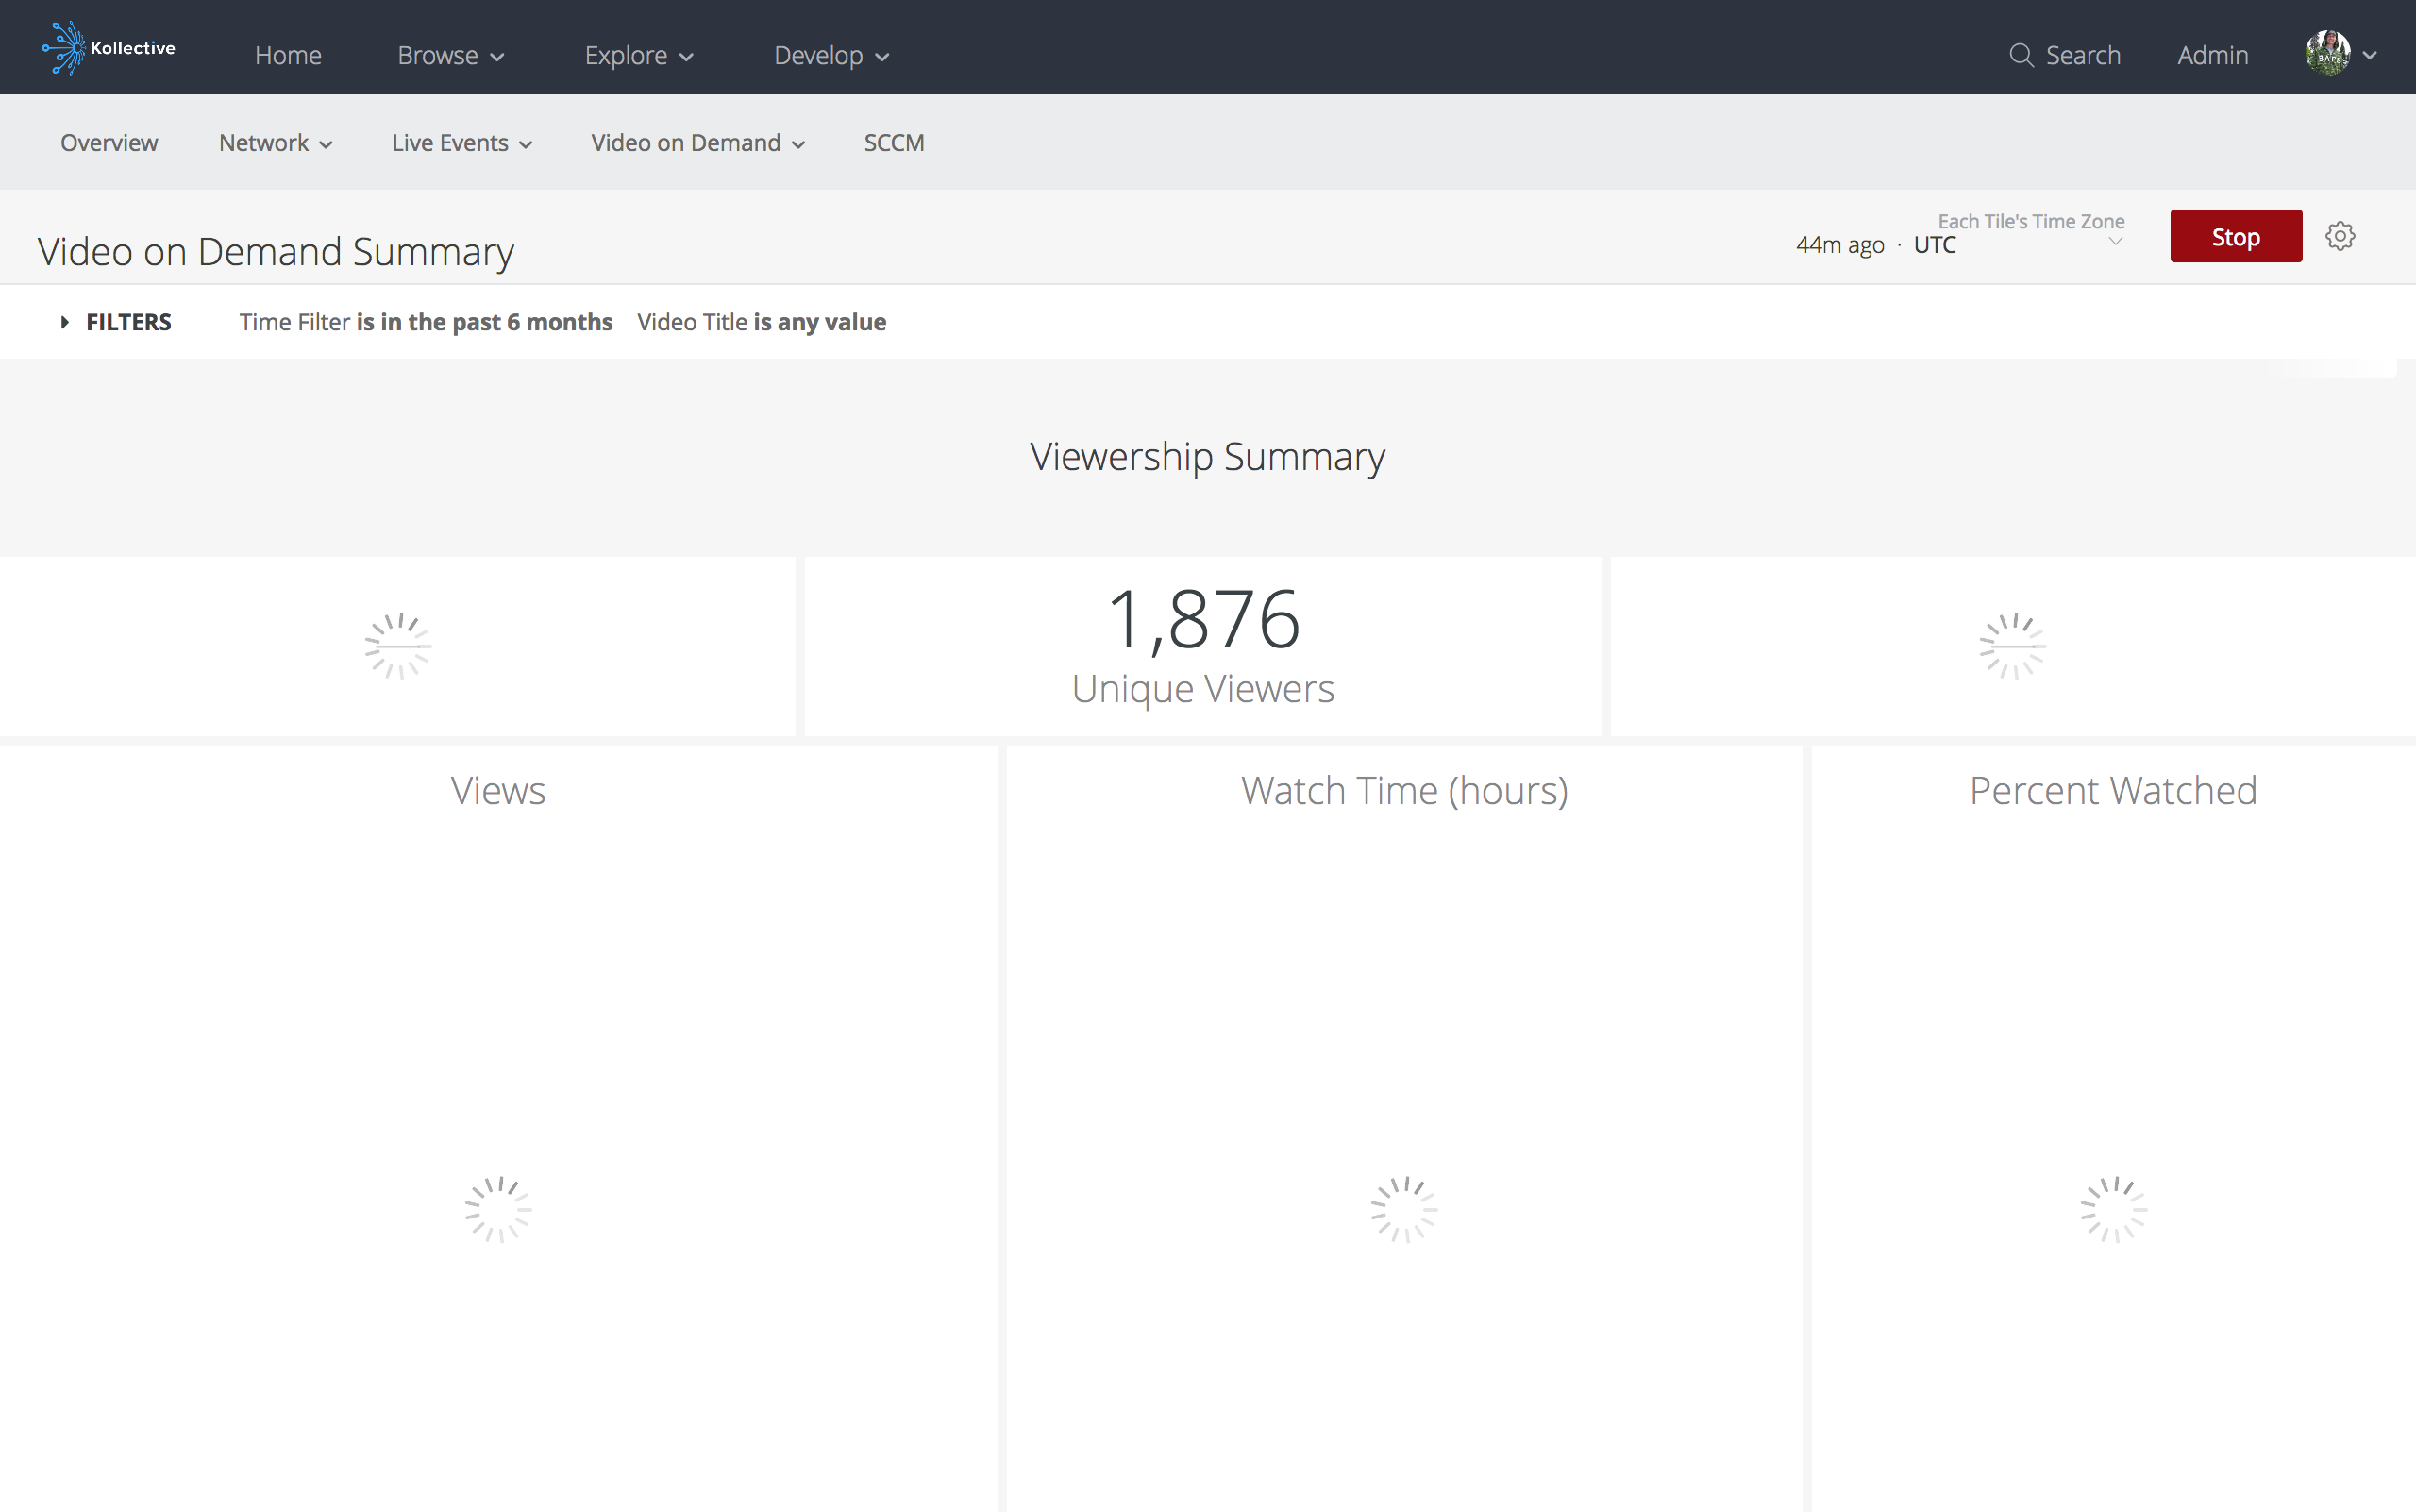 Kollective
Home
Browse
Explore
Develop
Search
Admin
Overview
Network
Live Events
Video on Demand
SCCM
Video on Demand Summary
44m ago · UTC
Each Tile's Time Zone
Stop
FILTERS
Time Filter is in the past 6 months
Video Title is any value
Viewership Summary
1,876
Unique Viewers
Views
Watch Time (hours)
Percent Watched